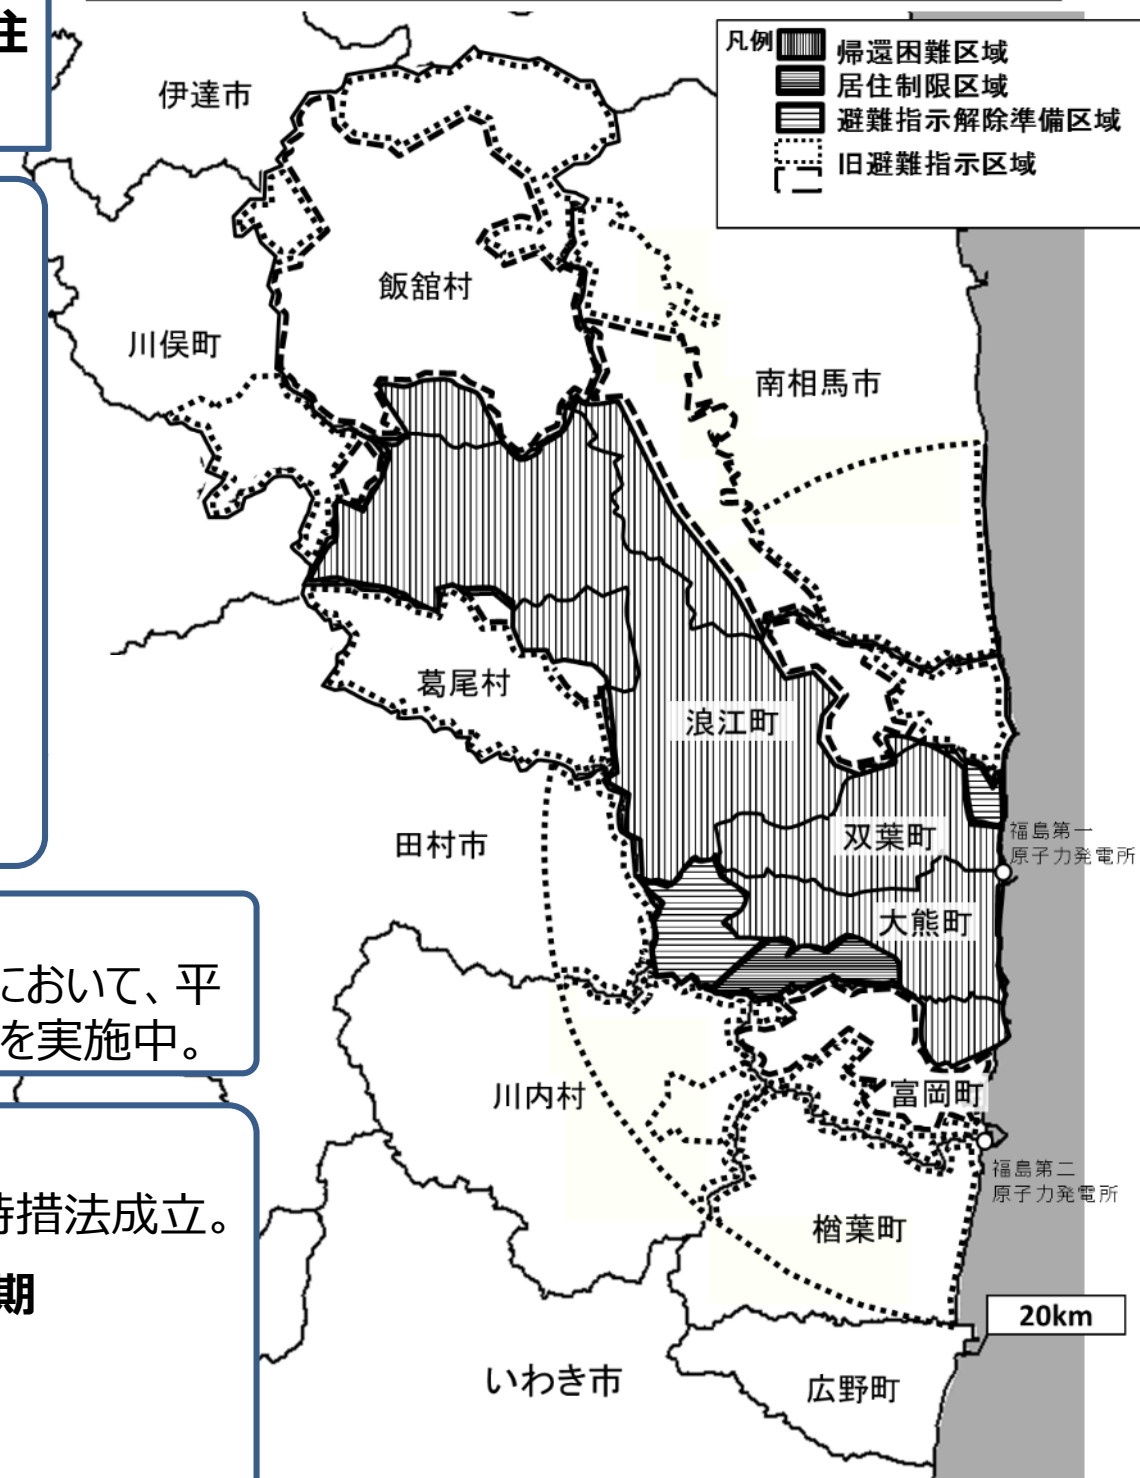 住
において、平
を実施中。
特措法成立。
期
凡例
帰還困難区域
居住制限区域
避難指示解除準備区域
旧避難指示区域
伊達市
飯舘村
川俣町
南相馬市
葛尾村
浪江町
田村市
双葉町
福島第一
原子力発電所
大熊町
川内村
富岡町
福島第二
原子力発電所
楢葉町
20km
いわき市
広野町